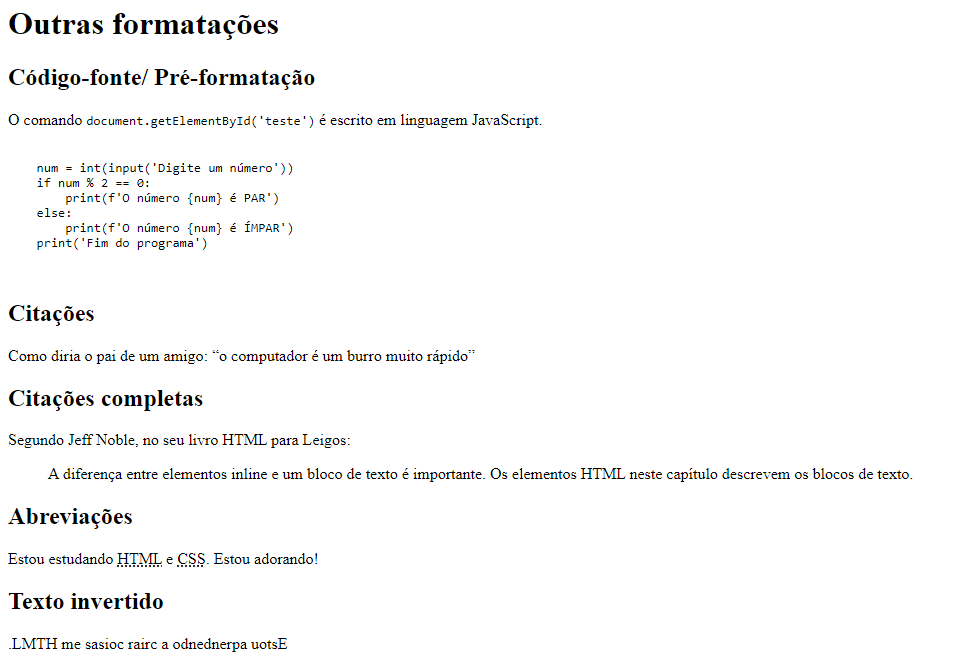 Outras formatações
Código-fonte/ Pré-formatação
O comando document.getElementById('teste') é escrito em linguagem JavaScript.
num = int(input('Digite um número'))
if num % 2 == 0:
    print(f'O número {num} é PAR')
else:
    print(f'O número {num} é ÍMPAR')
print('Fim do programa')
Citações
Como diria o pai de um amigo: “o computador é um burro muito rápido”
Citações completas
Segundo Jeff Noble, no seu livro HTML para Leigos:
A diferença entre elementos inline e um bloco de texto é importante. Os elementos HTML neste capítulo descrevem os blocos de texto.
Abreviações
Estou estudando HTML e CSS. Estou adorando!
Texto invertido
.LMTH me sasioc rairc a odnednerpa uotsE